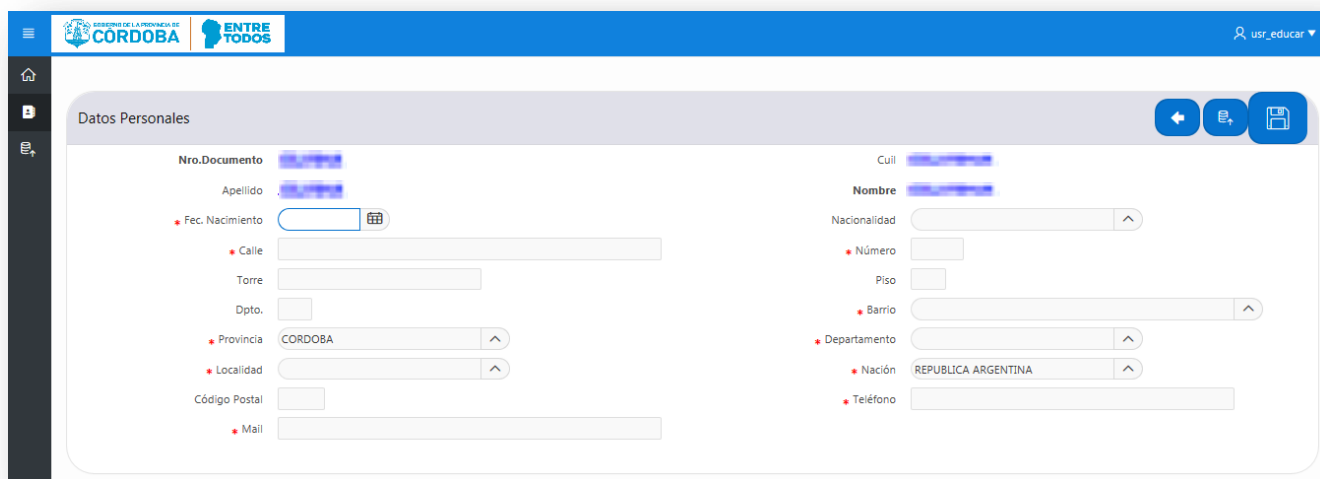 GOBIERNO DE LA PROVINCIA DE
CÓRDOBA
ENTRE
TODOS
usr_educar
Datos Personales
Nro.Documento
Cuil
Apellido
Nombre
* Fec. Nacimiento
Nacionalidad
* Calle
* Número
Torre
Piso
Dpto.
* Barrio
* Provincia CORDOBA
* Departamento
* Localidad
* Nación REPUBLICA ARGENTINA
Código Postal
* Teléfono
* Mail